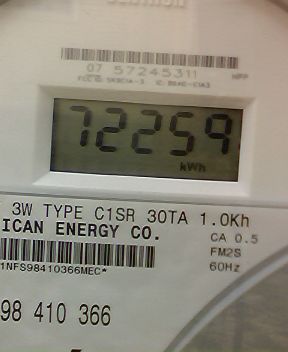 07 57245311
72259
kWh
3W TYPE C1SR 30TA 1.0Kh
ICAN ENERGY CO. CA 0.5
FM2S
1NFS98410366MEC* 60Hz
98 410 366